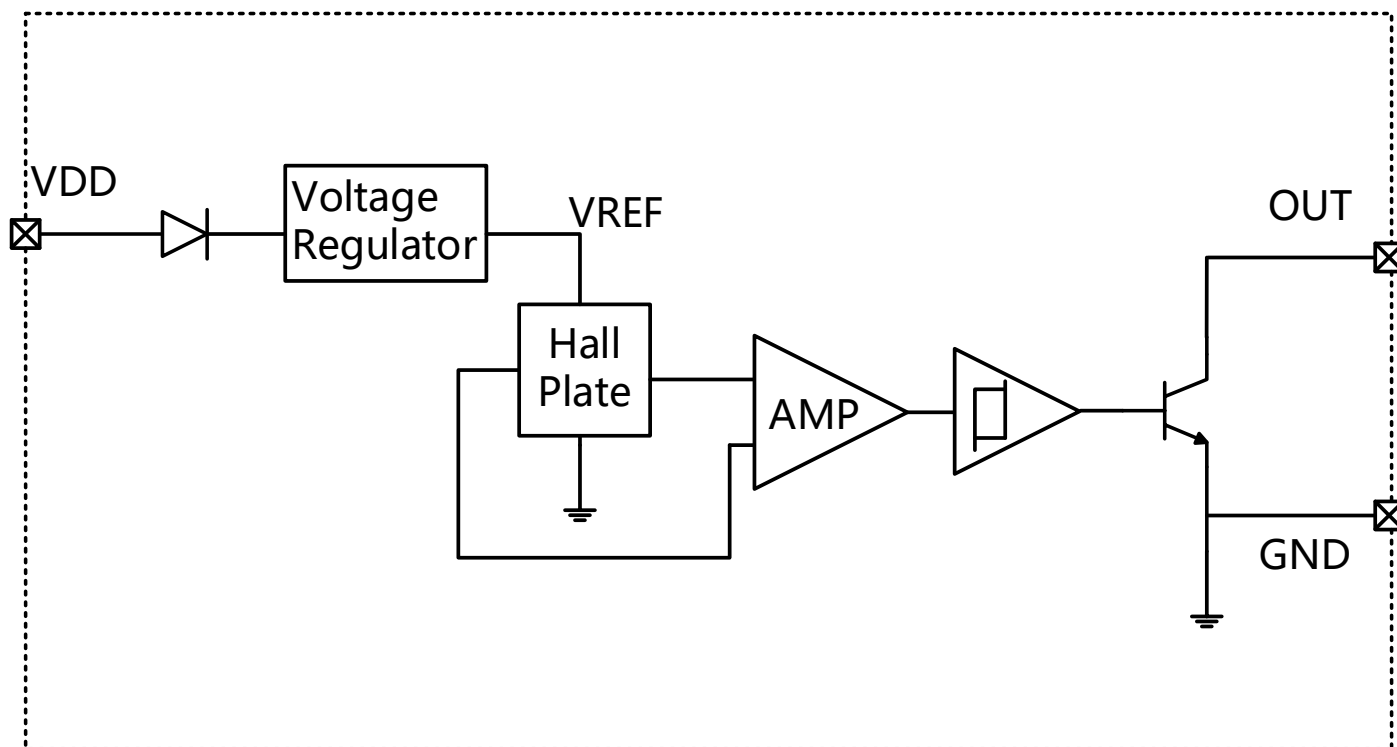 VDD
Voltage
Regulator
VREF
OUT
Hall
Plate
AMP
GND